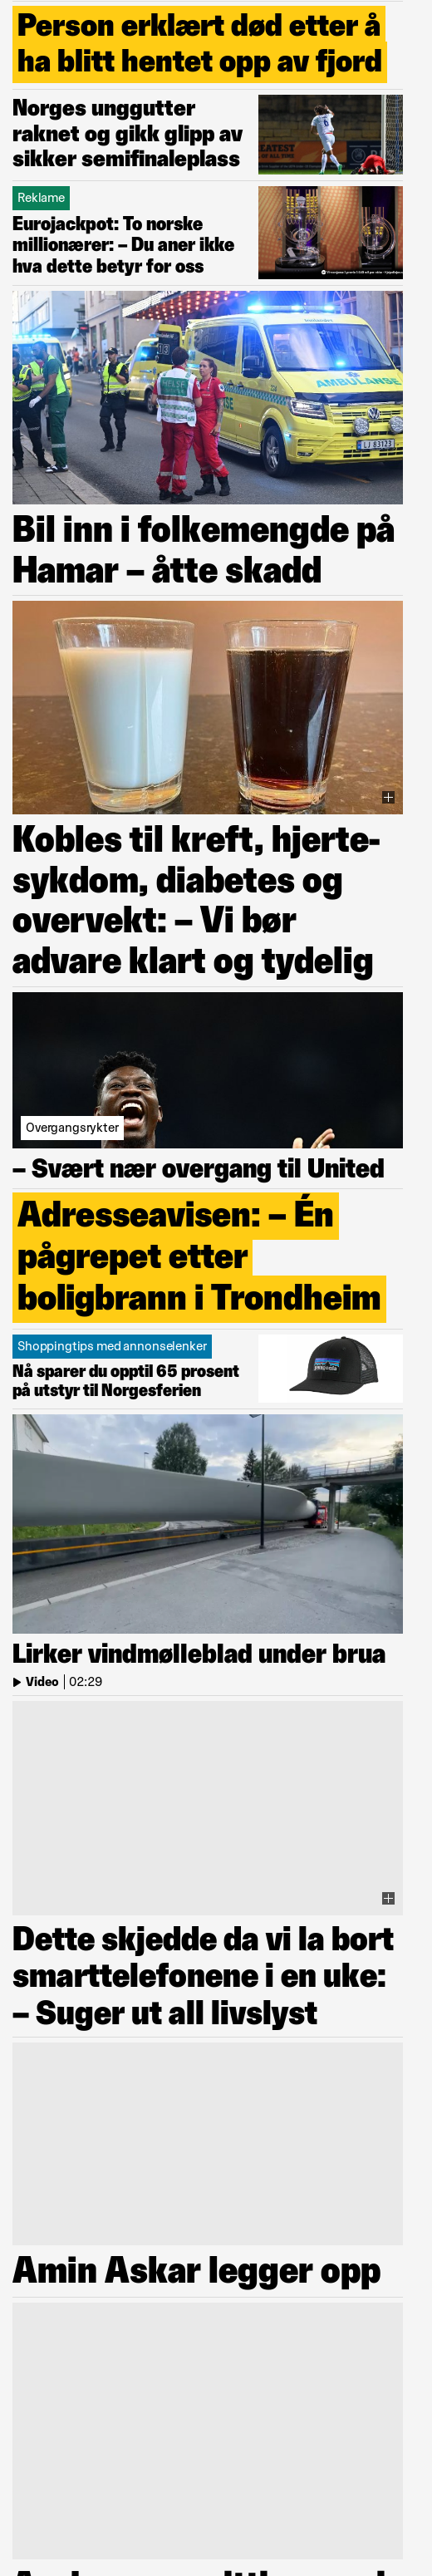 Person erklært død etter å
ha blitt hentet opp av fjord
Norges unggutter
raknet og gikk glipp av
sikker semifinaleplass
Reklame
Eurojackpot: To norske
millionærer: – Du aner ikke
hva dette betyr for oss
AMBULANSE
HELSE
Bil inn i folkemengde på
Hamar – åtte skadd
Kobles til kreft, hjerte-
sykdom, diabetes og
overvekt: – Vi bør
advare klart og tydelig
Overgangsrykter
– Svært nær overgang til United
Adresseavisen: – Én
pågrepet etter
boligbrann i Trondheim
Shoppingtips med annonselenker
Nå sparer du opptil 65 prosent
på utstyr til Norgesferien
patagonia
Lirker vindmølleblad under brua
Video | 02:29
Dette skjedde da vi la bort
smarttelefonene i en uke:
– Suger ut all livslyst
Amin Askar legger opp